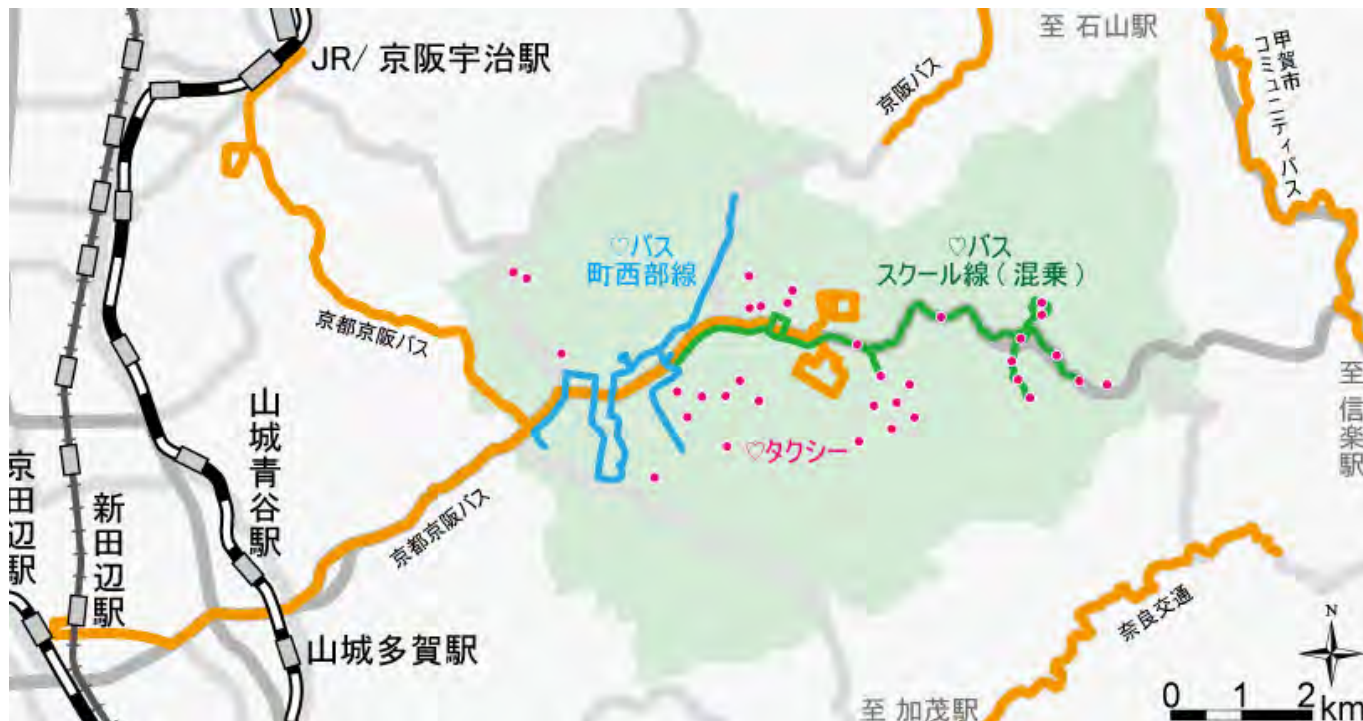 至 石山駅
甲賀市
コミュニティバス
JR/ 京阪宇治駅
京阪バス
♡バス
町西部線
♡バス
スクール線（混乗）
京都京阪バス
至 信楽駅
山城青谷駅
♡タクシー
京田辺駅
新田辺駅
京都京阪バス
奈良交通
N
山城多賀駅
至 加茂駅
0 1 2 km